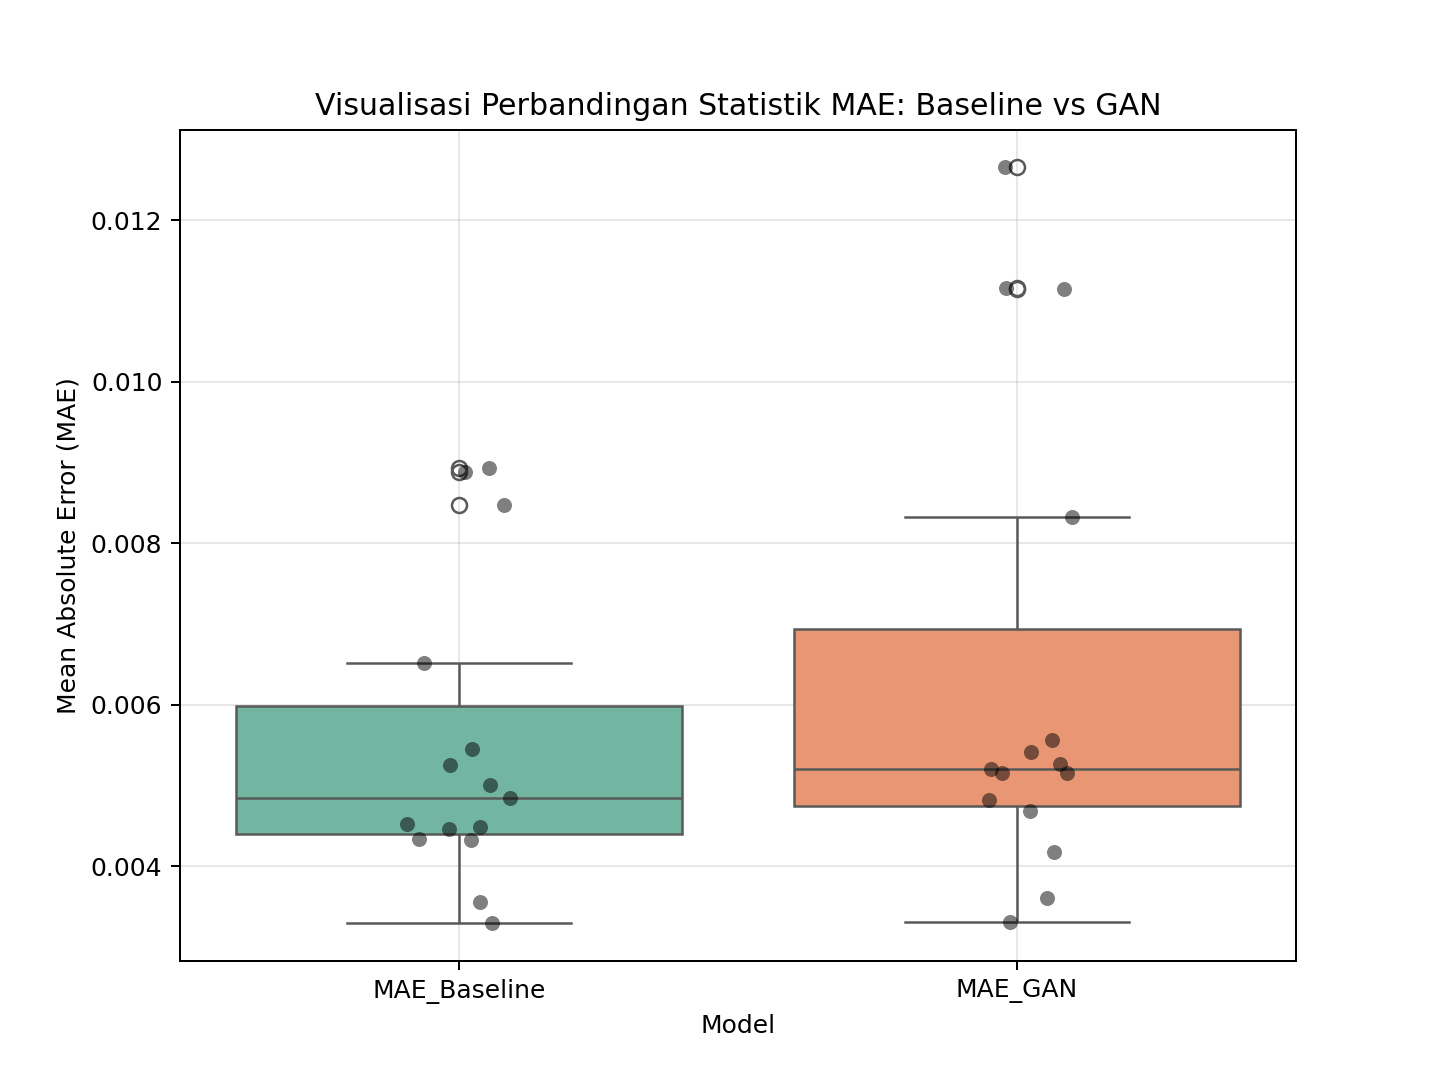 Visualisasi Perbandingan Statistik MAE: Baseline vs GAN
Mean Absolute Error (MAE)
0.012
0.010
0.008
0.006
0.004
MAE_Baseline
MAE_GAN
Model